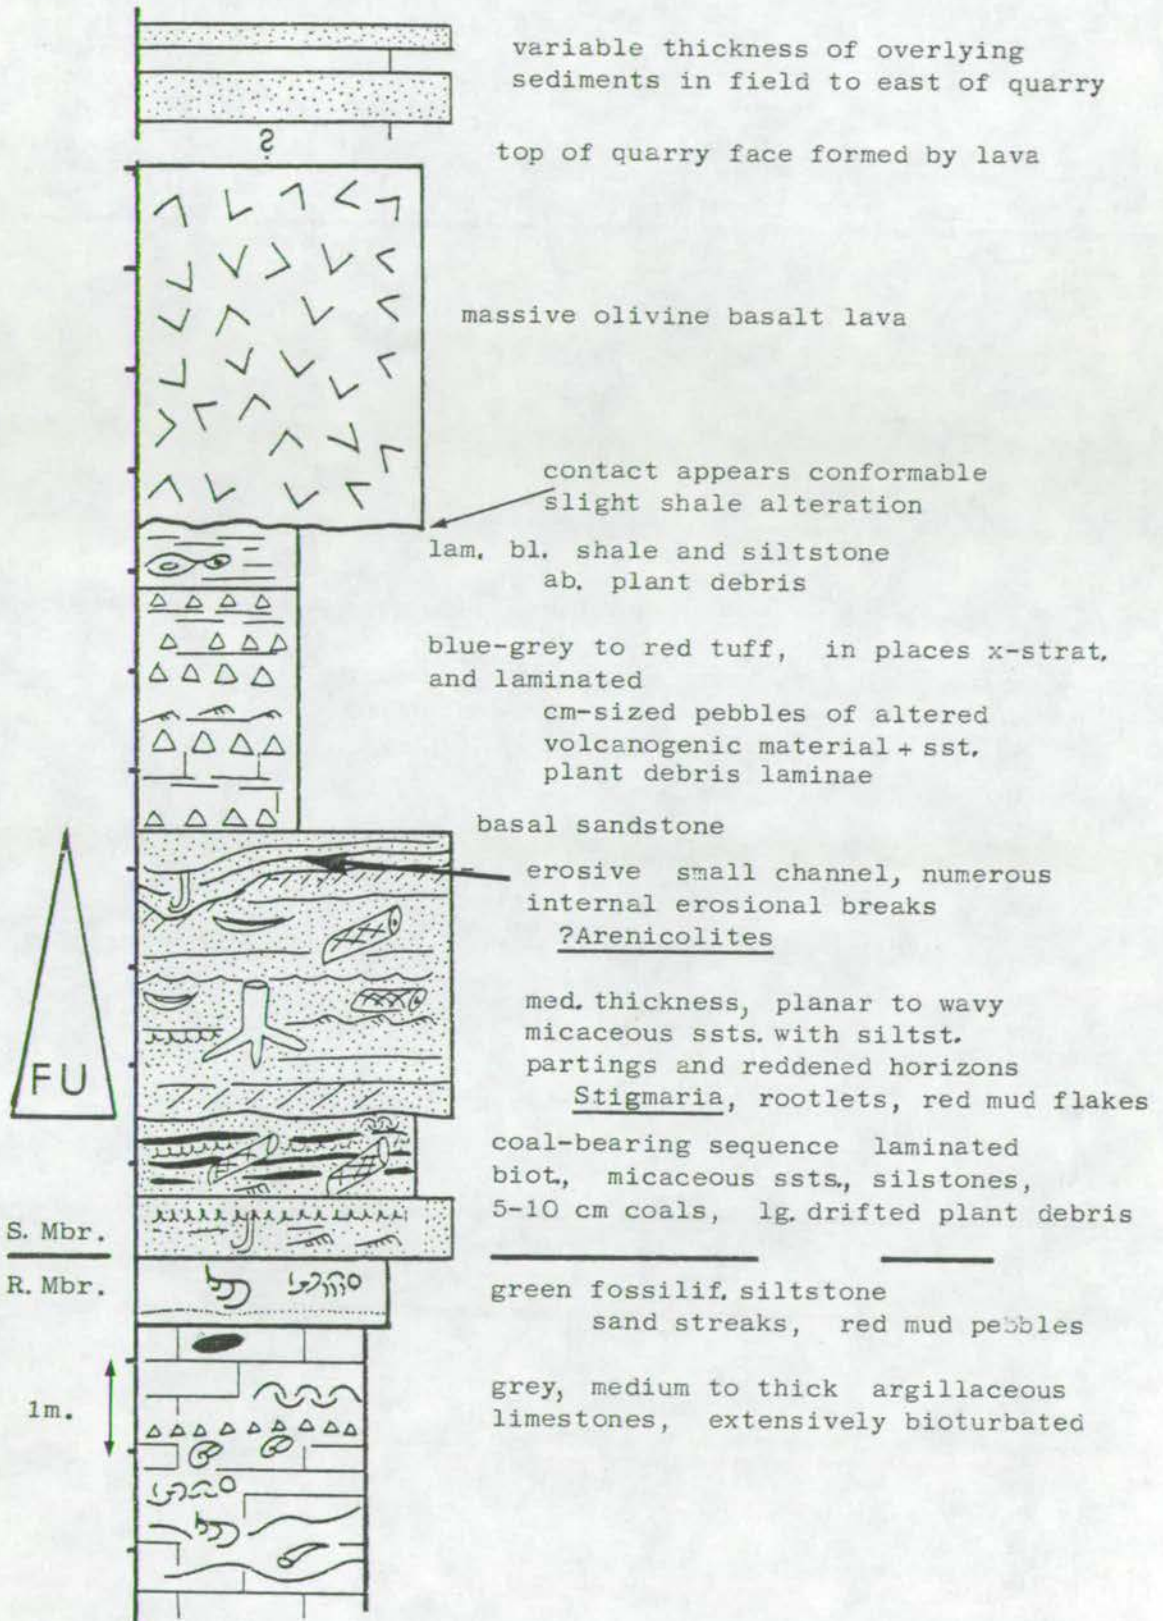 variable thickness of overlying
sediments in field to east of quarry
?
top of quarry face formed by lava
massive olivine basalt lava
contact appears conformable
slight shale alteration
lam. bl. shale and siltstone
ab. plant debris
blue-grey to red tuff, in places x-strat.
and laminated
cm-sized pebbles of altered
volcanogenic material + sst.
plant debris laminae
basal sandstone
erosive small channel, numerous
internal erosional breaks
?Arenicolites
med. thickness, planar to wavy
micaceous ssts. with siltst.
partings and reddened horizons
Stigmaria, rootlets, red mud flakes
FU
coal-bearing sequence laminated
biot., micaceous ssts., silstones,
5-10 cm coals, lg. drifted plant debris
S. Mbr.
R. Mbr.
green fossilif. siltstone
sand streaks, red mud pebbles
1m.
grey, medium to thick argillaceous
limestones, extensively bioturbated